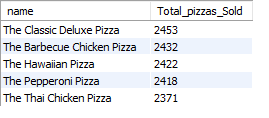 name Total_pizzas_Sold
The Classic Deluxe Pizza 2453
The Barbecue Chicken Pizza 2432
The Hawaiian Pizza 2422
The Pepperoni Pizza 2418
The Thai Chicken Pizza 2371